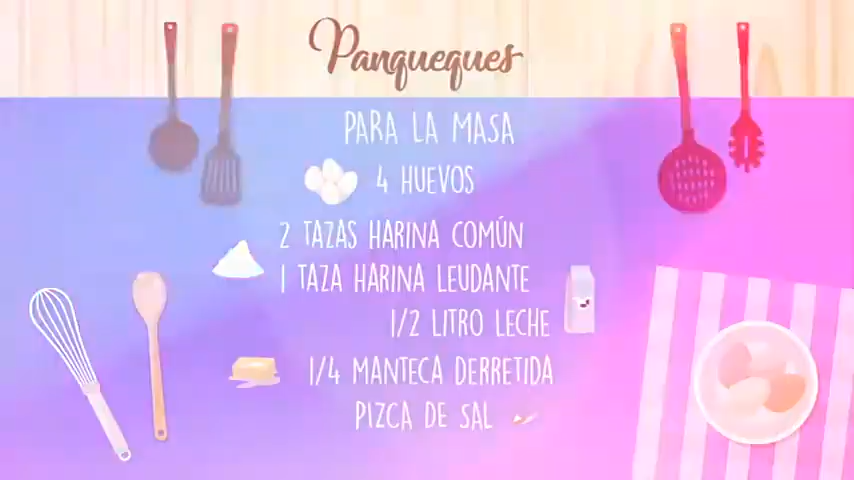 Panqueques
PARA LA MASA
4 HUEVOS
2 TAZAS HARINA COMÚN
1 TAZA HARINA LEUDANTE
1/2 LITRO LECHE
1/4 MANTECA DERRETIDA
PIZCA DE SAL